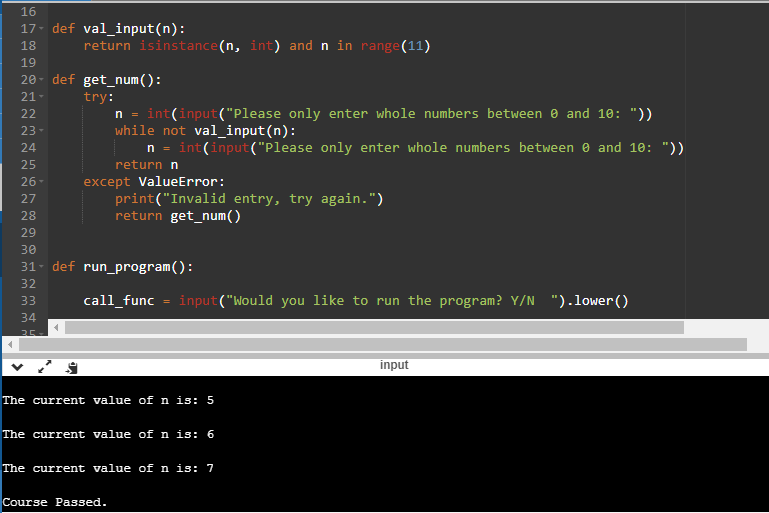 16
17 def val_input(n):
18     return isinstance(n, int) and n in range(11)
19
20 def get_num():
21     try:
22         n = int(input("Please only enter whole numbers between 0 and 10: "))
23         while not val_input(n):
24             n = int(input("Please only enter whole numbers between 0 and 10: "))
25         return n
26     except ValueError:
27         print("Invalid entry, try again.")
28         return get_num()
29
30
31 def run_program():
32
33     call_func = input("Would you like to run the program? Y/N  ").lower()
34
35
input
The current value of n is: 5
The current value of n is: 6
The current value of n is: 7
Course Passed.